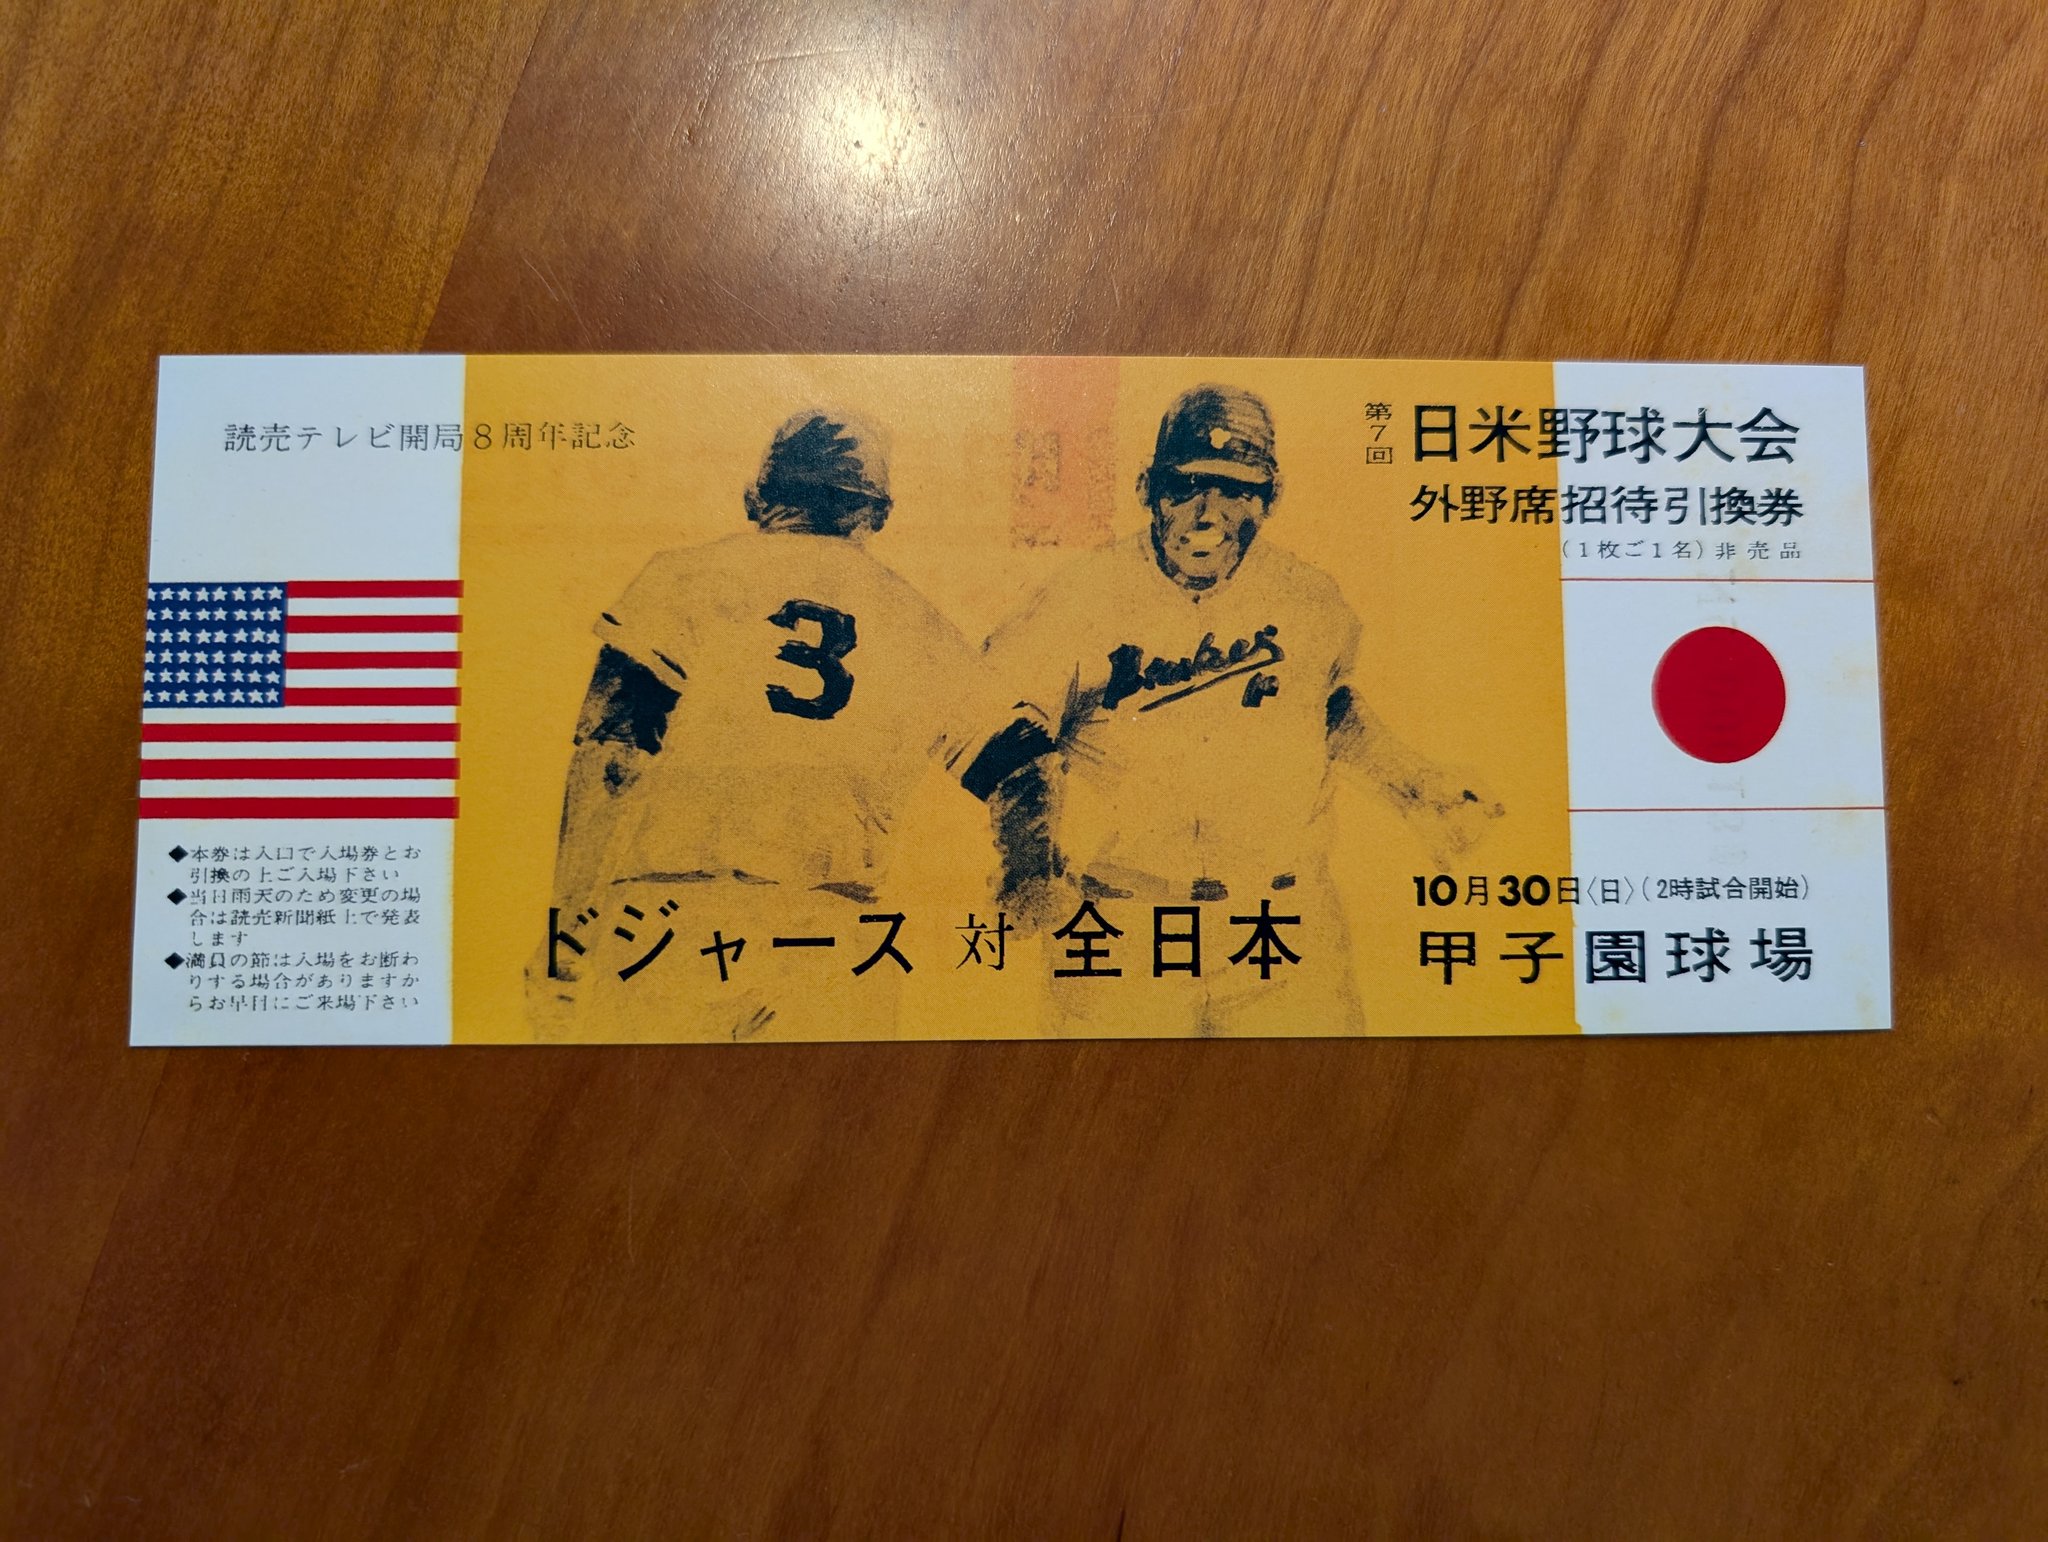 読売テレビ開局8周年記念
第7回
日米野球大会
外野席招待引換券
(1枚ご1名)非売品
3
ドジャース 対 全日本
10月30日〈日〉(2時試合開始)
甲子園球場
◆本券は入口で入場券とお
引換の上ご入場下さい
◆当日雨天のため変更の場
合は読売新聞紙上で発表
します
◆満員の節は入場をお断わ
りする場合がありますか
らお早目にご来場下さい